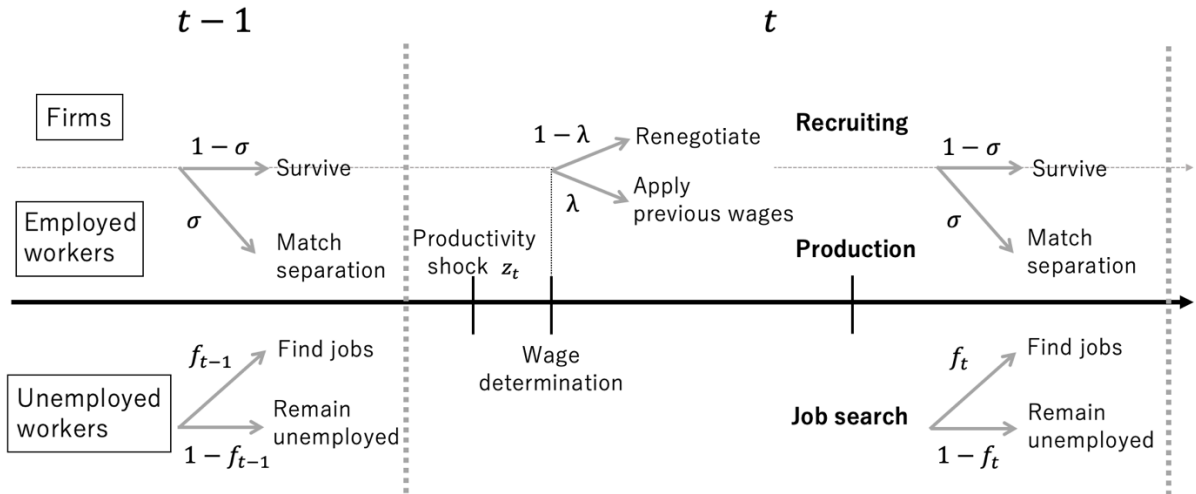 t − 1
t
Firms
1 − σ
Survive
σ
Employed
workers
Match
separation
Productivity
shock z_t
1 − λ
Renegotiate
λ
Apply
previous wages
Recruiting
1 − σ
Survive
σ
Production
Match
separation
Wage
determination
f_{t−1}
Find jobs
Unemployed
workers
Remain
unemployed
1 − f_{t−1}
Job search
f_t
Find jobs
Remain
unemployed
1 − f_t